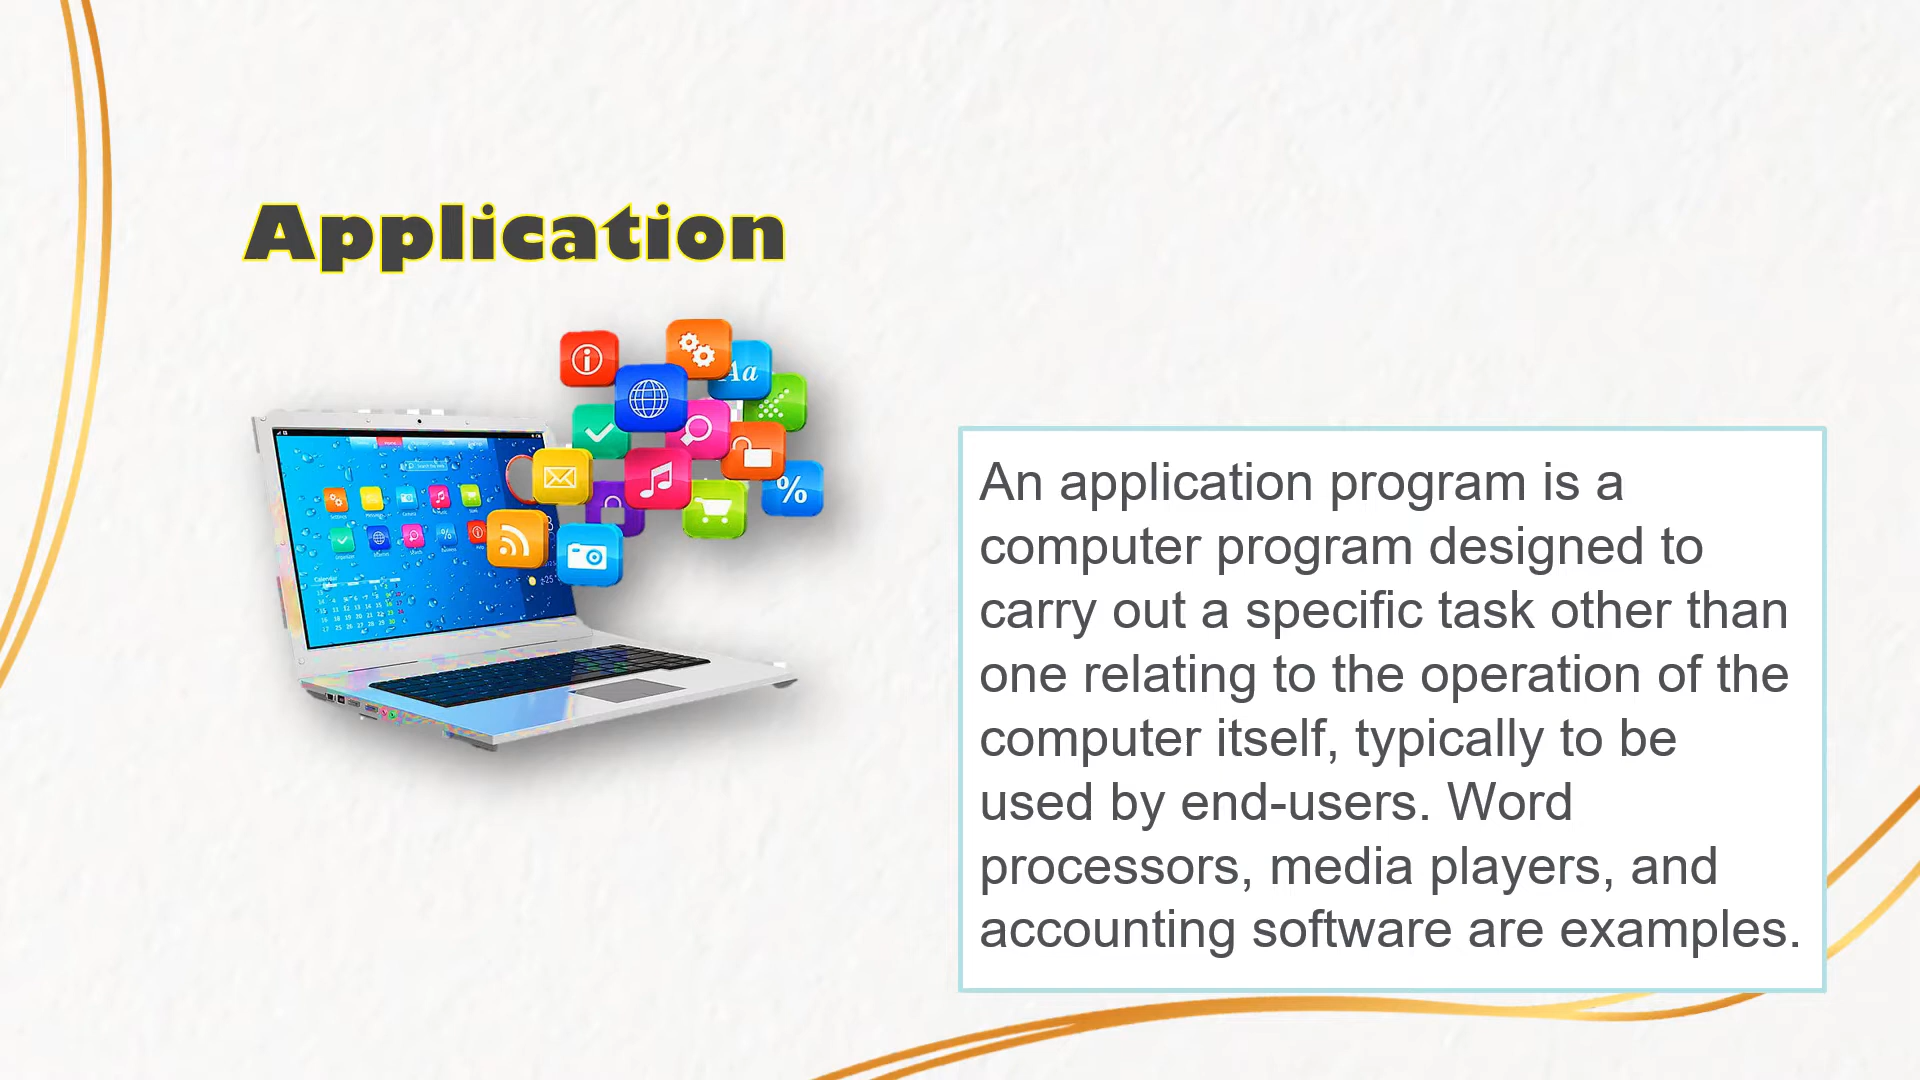 Application
Aa
%
An application program is a
computer program designed to
carry out a specific task other than
one relating to the operation of the
computer itself, typically to be
used by end-users. Word
processors, media players, and
accounting software are examples.